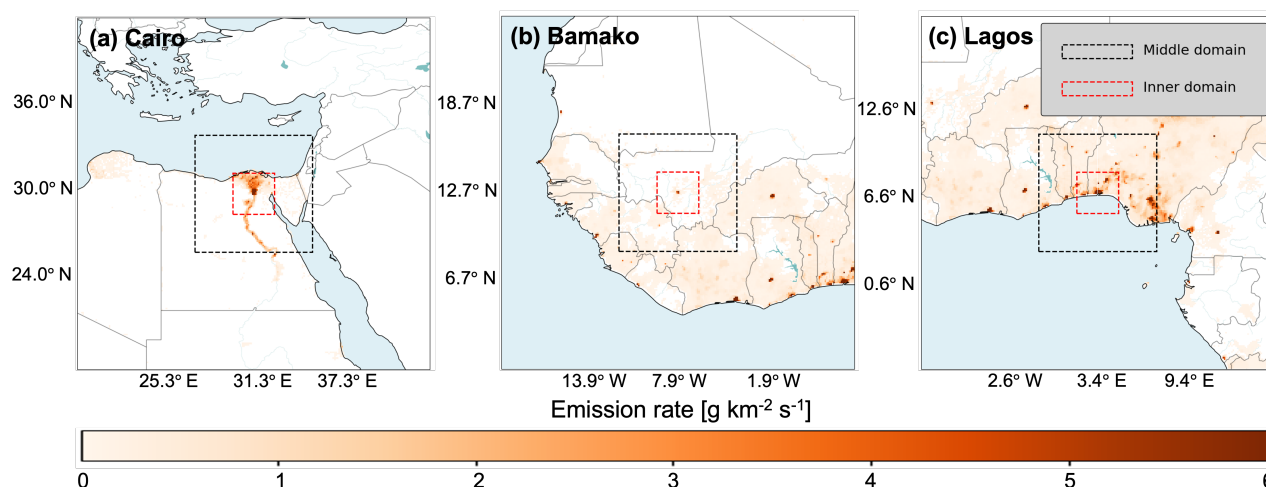 (a) Cairo
(b) Bamako
(c) Lagos
Middle domain
Inner domain
36.0° N
30.0° N
24.0° N
18.7° N
12.7° N
6.7° N
12.6° N
6.6° N
0.6° N
25.3° E 31.3° E 37.3° E
13.9° W 7.9° W 1.9° W
2.6° W 3.4° E 9.4° E
Emission rate [g km⁻² s⁻¹]
0 1 2 3 4 5 6